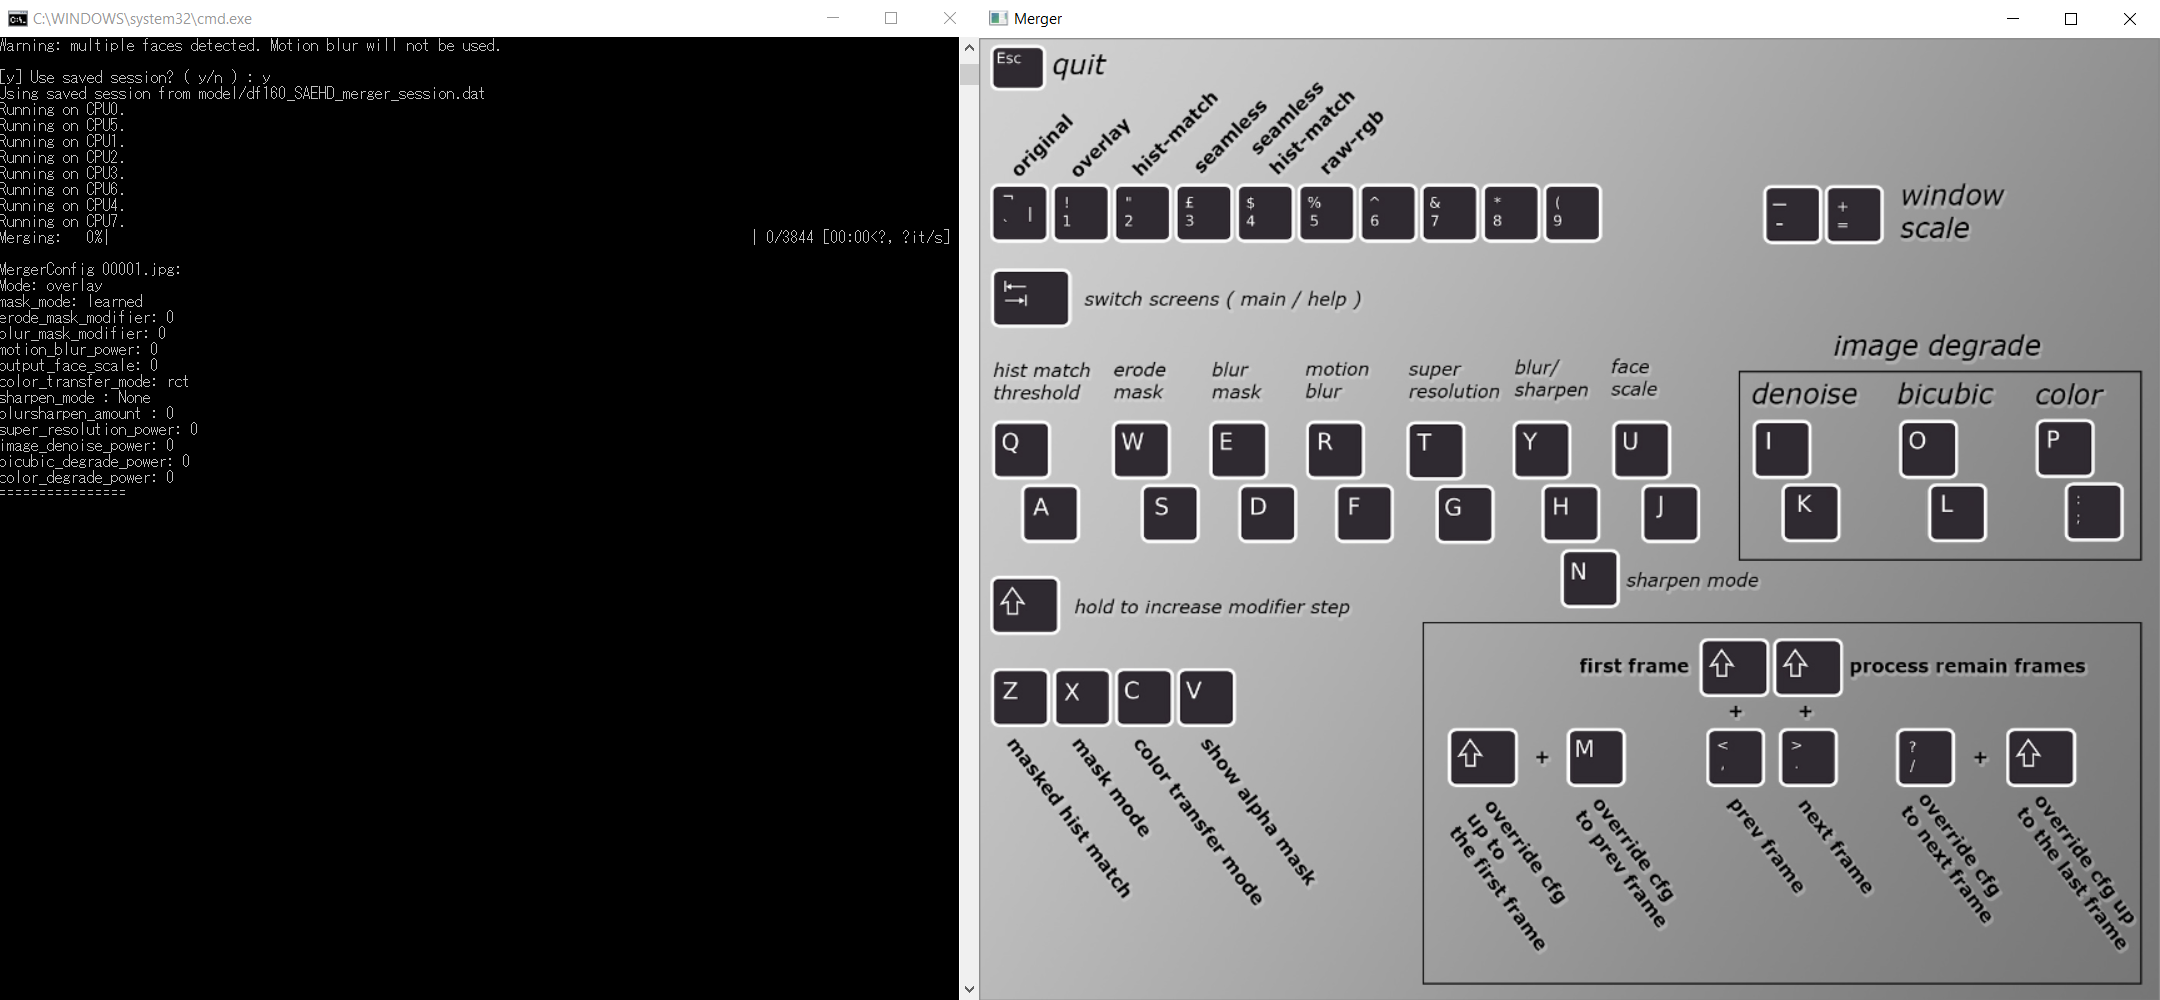 C:\WINDOWS\system32\cmd.exe
Warning: multiple faces detected. Motion blur will not be used.
[y] Use saved session? ( y/n ) : y
Using saved session from model/df160_SAEHD_merger_session.dat
Running on CPU0.
Running on CPU5.
Running on CPU1.
Running on CPU2.
Running on CPU3.
Running on CPU6.
Running on CPU4.
Running on CPU7.
Merging:   0%|          | 0/3844 [00:00<?, ?it/s]
MergerConfig 00001.jpg:
Mode: overlay
mask_mode: learned
erode_mask_modifier: 0
blur_mask_modifier: 0
motion_blur_power: 0
output_face_scale: 0
color_transfer_mode: rct
sharpen_mode : None
blursharpen_amount : 0
super_resolution_power: 0
image_denoise_power: 0
bicubic_degrade_power: 0
color_degrade_power: 0
================
Merger
Esc quit
original
overlay
hist-match
seamless
seamless
hist-match
raw-rgb
¬ ` |
! 1
" 2
£ 3
$ 4
% 5
^ 6
& 7
* 8
( 9
_ -
+ =
window
scale
switch screens ( main / help )
hist match
threshold
erode
mask
blur
mask
motion
blur
super
resolution
blur/
sharpen
face
scale
image degrade
denoise
bicubic
color
Q W E R T Y U I O P
A S D F G H J K L : ;
N sharpen mode
hold to increase modifier step
Z X C V
masked hist match
mask mode
color transfer mode
show alpha mask
first frame
process remain frames
+ +
+ M
< ,
> .
? / +
override cfg
up to
the first frame
override cfg
to prev frame
prev frame
next frame
override cfg
to next frame
override cfg up
to the last frame